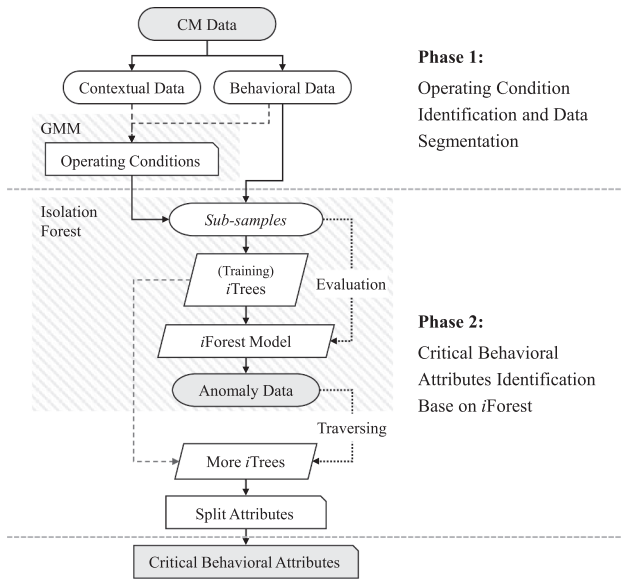 CM Data
Phase 1:
Contextual Data
Behavioral Data
Operating Condition
Identification and Data
Segmentation
GMM
Operating Conditions
Isolation
Forest
Sub-samples
(Training)
iTrees
Evaluation
iForest Model
Phase 2:
Critical Behavioral
Attributes Identification
Base on iForest
Anomaly Data
Traversing
More iTrees
Split Attributes
Critical Behavioral Attributes